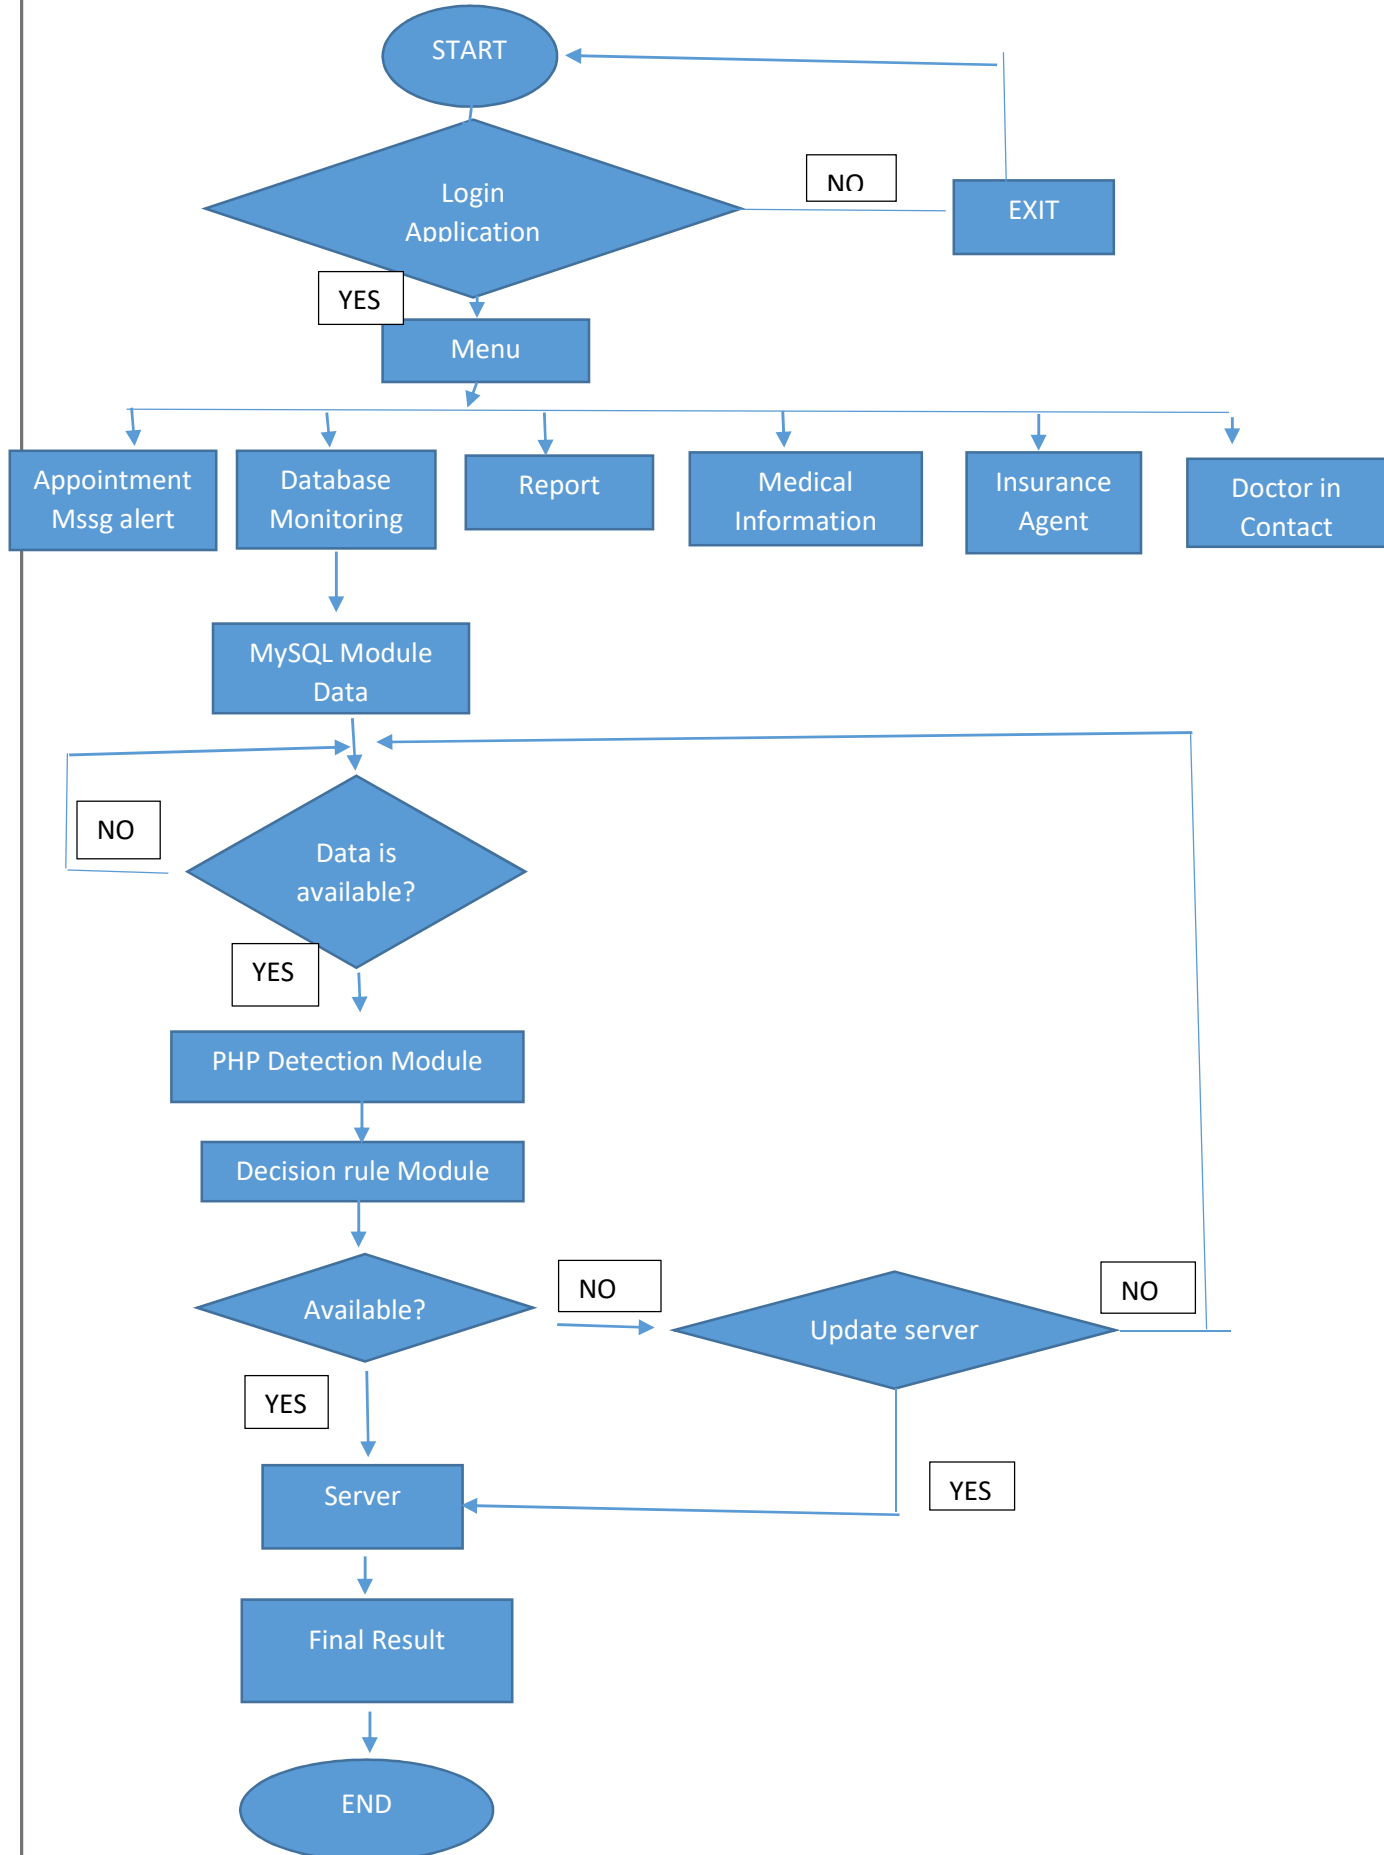 START
Login
Application
NO
EXIT
YES
Menu
Appointment
Mssg alert
Database
Monitoring
Report
Medical
Information
Insurance
Agent
Doctor in
Contact
MySQL Module
Data
NO
Data is
available?
YES
PHP Detection Module
Decision rule Module
Available?
NO
Update server
NO
YES
Server
YES
Final Result
END